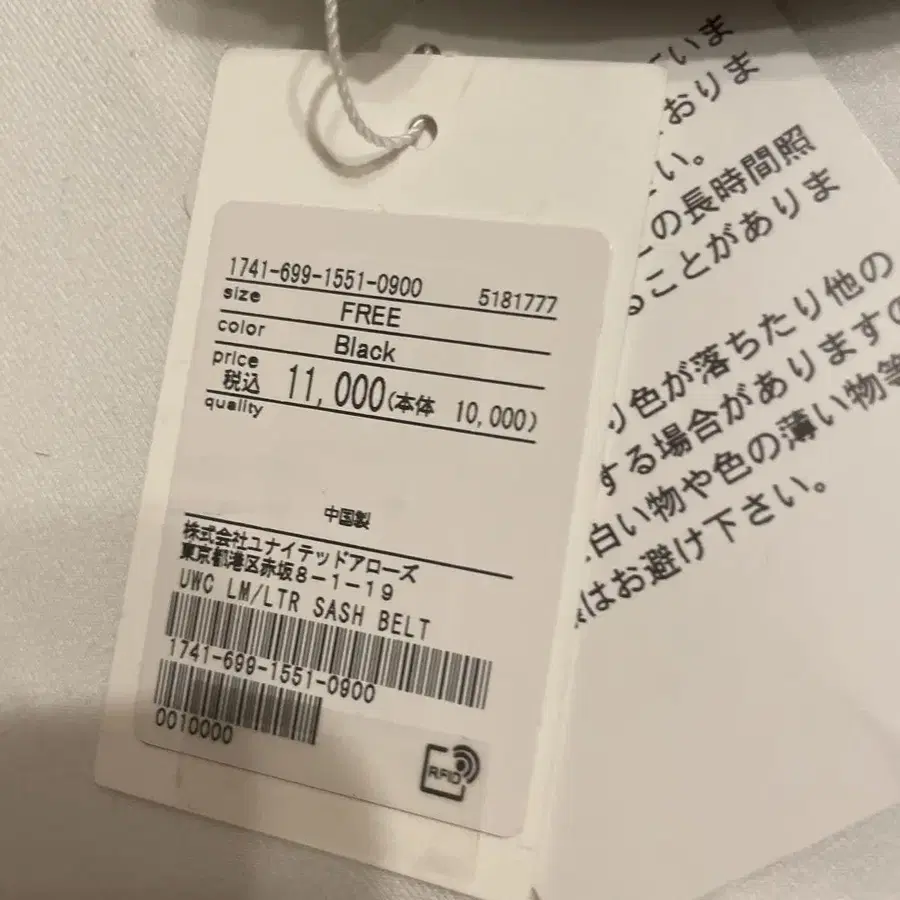 1741-699-1551-0900 5181777
size FREE
color Black
price
税込 11,000(本体 10,000)
quality
中国製
株式会社ユナイテッドアローズ
東京都港区赤坂8-1-19
UWC LM/LTR SASH BELT
1741-699-1551-0900
0010000
RFID
ていま
おりま
い。
の長時間照
ることがありま
り色が落ちたり他の
する場合がありますの
白い物や色の薄い物等
はお避け下さい。